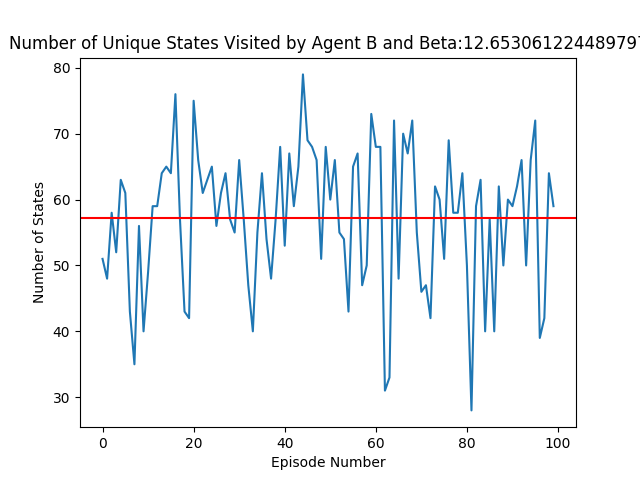 Number of Unique States Visited by Agent B and Beta:12.653061224489797
80
70
60
50
40
30
Number of States
0 20 40 60 80 100
Episode Number